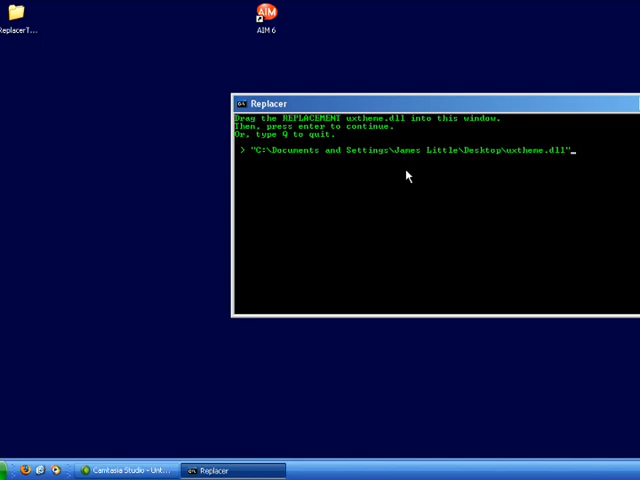 ReplacerT...
AIM
AIM 6
Replacer
Drag the REPLACEMENT uxtheme.dll into this window.
Then, press enter to continue.
Or, type Q to quit.
> "C:\Documents and Settings\James Little\Desktop\uxtheme.dll"_
Camtasia Studio - Unt...
Replacer